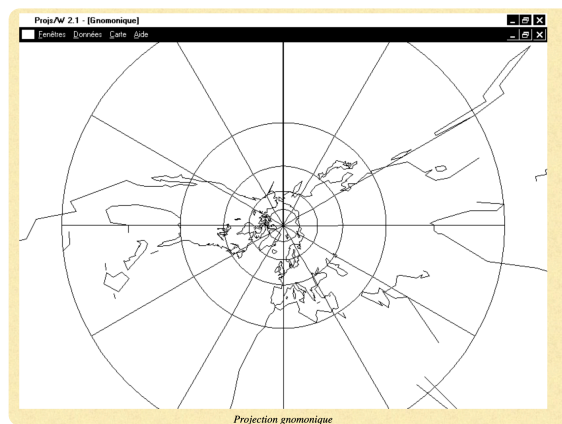 Projs/W 2.1 - [Gnomonique]
Fenêtres Données Carte Aide
Projection gnomonique